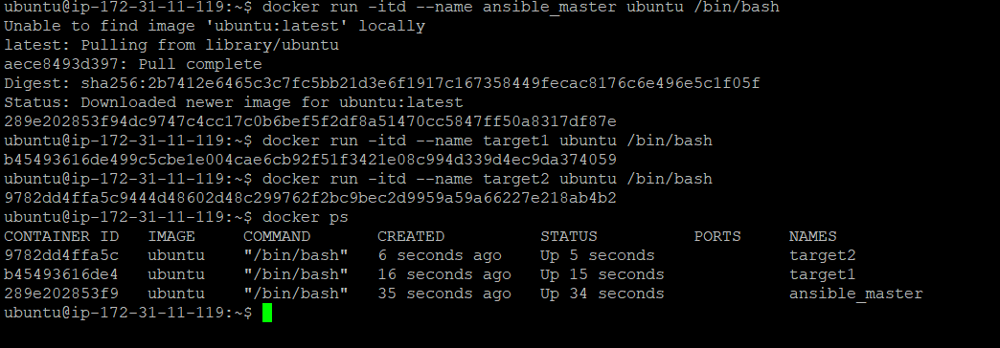 ubuntu@ip-172-31-11-119:~$ docker run -itd --name ansible_master ubuntu /bin/bash
Unable to find image 'ubuntu:latest' locally
latest: Pulling from library/ubuntu
aece8493d397: Pull complete
Digest: sha256:2b7412e6465c3c7fc5bb21d3e6f1917c167358449fecac8176c6e496e5c1f05f
Status: Downloaded newer image for ubuntu:latest
289e202853f94dc9747c4cc17c0b6bef5f2df8a51470cc5847ff50a8317df87e
ubuntu@ip-172-31-11-119:~$ docker run -itd --name target1 ubuntu /bin/bash
b45493616de499c5cbe1e004cae6cb92f51f3421e08c994d339d4ec9da374059
ubuntu@ip-172-31-11-119:~$ docker run -itd --name target2 ubuntu /bin/bash
9782dd4ffa5c9444d48602d48c299762f2bc9bec2d9959a59a66227e218ab4b2
ubuntu@ip-172-31-11-119:~$ docker ps
CONTAINER ID   IMAGE     COMMAND       CREATED          STATUS          PORTS     NAMES
9782dd4ffa5c   ubuntu    "/bin/bash"   6 seconds ago    Up 5 seconds              target2
b45493616de4   ubuntu    "/bin/bash"   16 seconds ago   Up 15 seconds             target1
289e202853f9   ubuntu    "/bin/bash"   35 seconds ago   Up 34 seconds             ansible_master
ubuntu@ip-172-31-11-119:~$